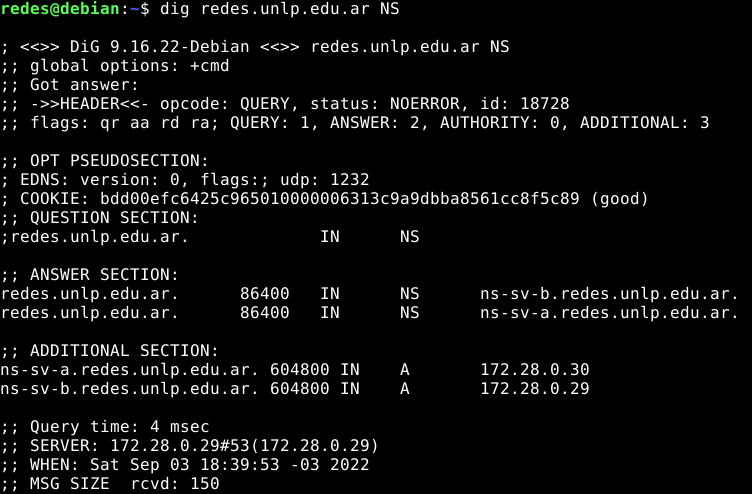 redes@debian:~$ dig redes.unlp.edu.ar NS
; <<>> DiG 9.16.22-Debian <<>> redes.unlp.edu.ar NS
;; global options: +cmd
;; Got answer:
;; ->>HEADER<<- opcode: QUERY, status: NOERROR, id: 18728
;; flags: qr aa rd ra; QUERY: 1, ANSWER: 2, AUTHORITY: 0, ADDITIONAL: 3
;; OPT PSEUDOSECTION:
; EDNS: version: 0, flags:; udp: 1232
; COOKIE: bdd00efc6425c965010000006313c9a9dbba8561cc8f5c89 (good)
;; QUESTION SECTION:
;redes.unlp.edu.ar. IN NS
;; ANSWER SECTION:
redes.unlp.edu.ar. 86400 IN NS ns-sv-b.redes.unlp.edu.ar.
redes.unlp.edu.ar. 86400 IN NS ns-sv-a.redes.unlp.edu.ar.
;; ADDITIONAL SECTION:
ns-sv-a.redes.unlp.edu.ar. 604800 IN A 172.28.0.30
ns-sv-b.redes.unlp.edu.ar. 604800 IN A 172.28.0.29
;; Query time: 4 msec
;; SERVER: 172.28.0.29#53(172.28.0.29)
;; WHEN: Sat Sep 03 18:39:53 -03 2022
;; MSG SIZE rcvd: 150